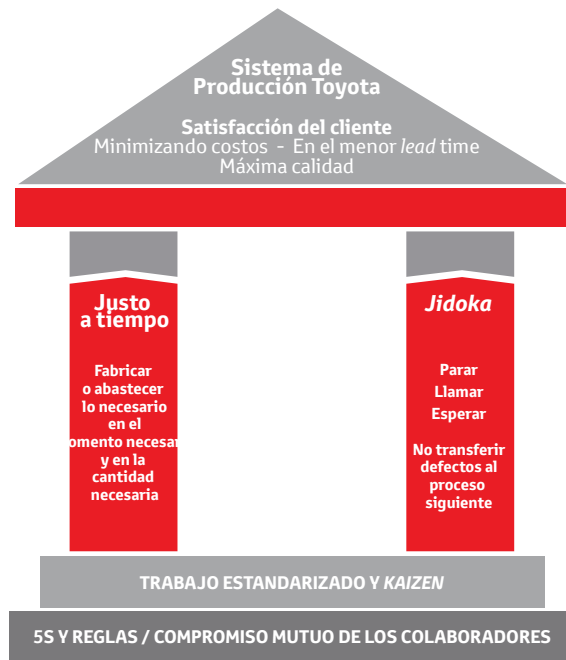 Sistema de
Producción Toyota
Satisfacción del cliente
Minimizando costos - En el menor lead time
Máxima calidad
Justo
a tiempo
Fabricar
o abastecer
lo necesario
en el
omento necesar
y en la
cantidad
necesaria
Jidoka
Parar
Llamar
Esperar
No transferir
defectos al
proceso
siguiente
TRABAJO ESTANDARIZADO Y KAIZEN
5S Y REGLAS / COMPROMISO MUTUO DE LOS COLABORADORES